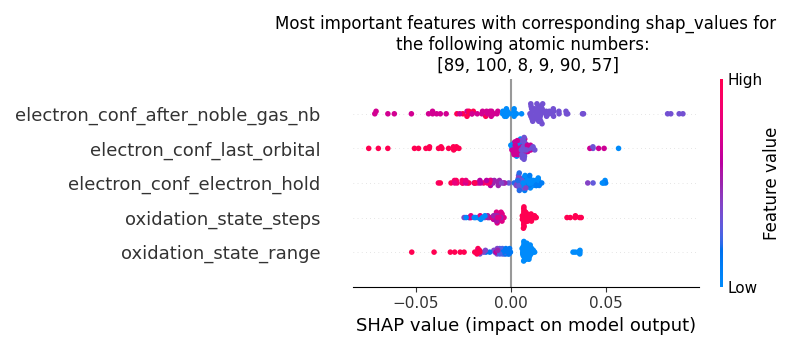 Most important features with corresponding shap_values for
the following atomic numbers:
[89, 100, 8, 9, 90, 57]
High
electron_conf_after_noble_gas_nb
electron_conf_last_orbital
electron_conf_electron_hold
oxidation_state_steps
oxidation_state_range
Feature value
Low
−0.05 0.00 0.05
SHAP value (impact on model output)